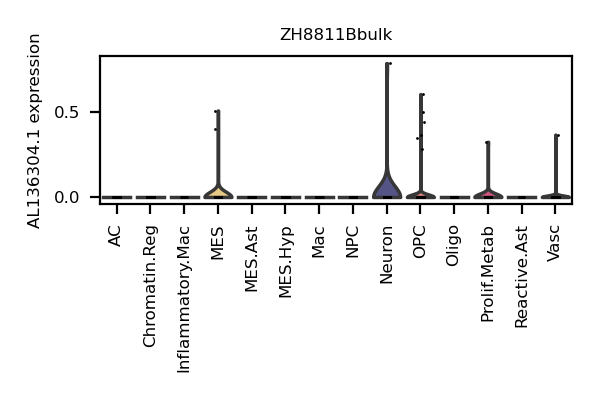 ZH8811Bbulk
AL136304.1 expression
0.5
0.0
AC
Chromatin.Reg
Inflammatory.Mac
MES
MES.Ast
MES.Hyp
Mac
NPC
Neuron
OPC
Oligo
Prolif.Metab
Reactive.Ast
Vasc